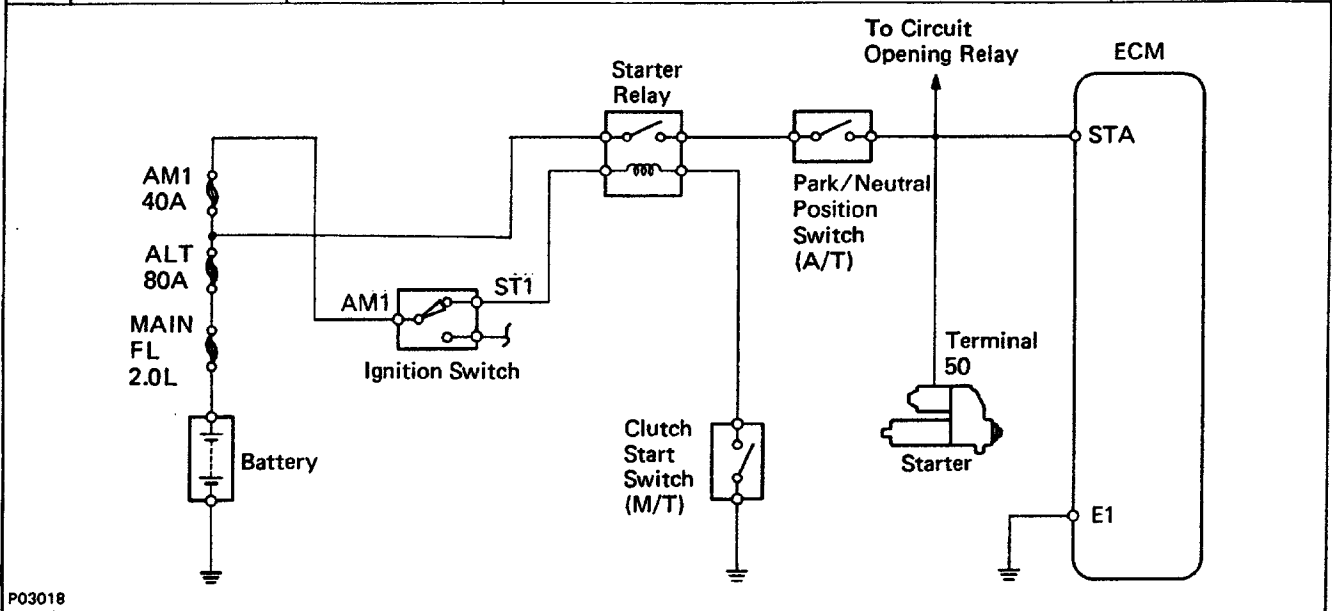 To Circuit
Opening Relay
ECM
Starter
Relay
STA
AM1
40A
Park/Neutral
Position
Switch
(A/T)
ALT
80A
AM1
ST1
MAIN
FL
2.0L
Ignition Switch
Terminal
50
Clutch
Start
Switch
(M/T)
Battery
Starter
E1
P03018